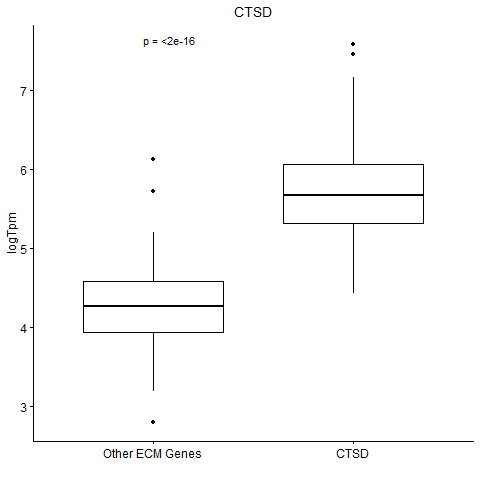 CTSD
p = <2e-16
7
6
5
4
3
logTpm
Other ECM Genes
CTSD